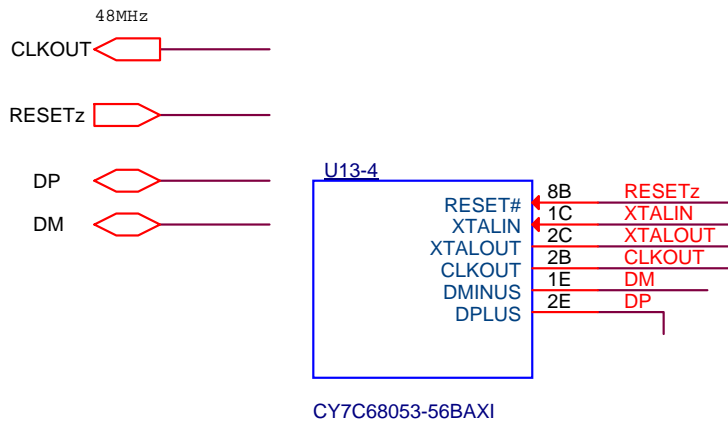 48MHz
CLKOUT
RESETz
DP
DM
U13-4
RESET# 8B RESETz
XTALIN 1C XTALIN
XTALOUT 2C XTALOUT
CLKOUT 2B CLKOUT
DMINUS 1E DM
DPLUS 2E DP
CY7C68053-56BAXI